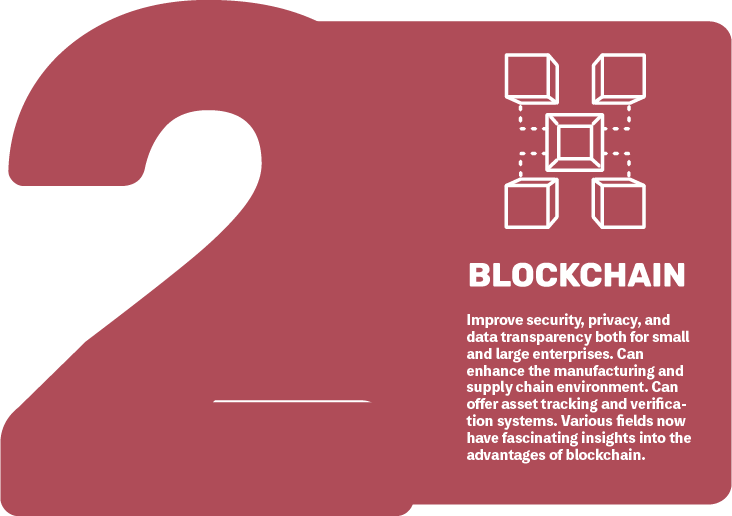 2
BLOCKCHAIN
Improve security, privacy, and
data transparency both for small
and large enterprises. Can
enhance the manufacturing and
supply chain environment. Can
offer asset tracking and verifica-
tion systems. Various fields now
have fascinating insights into the
advantages of blockchain.